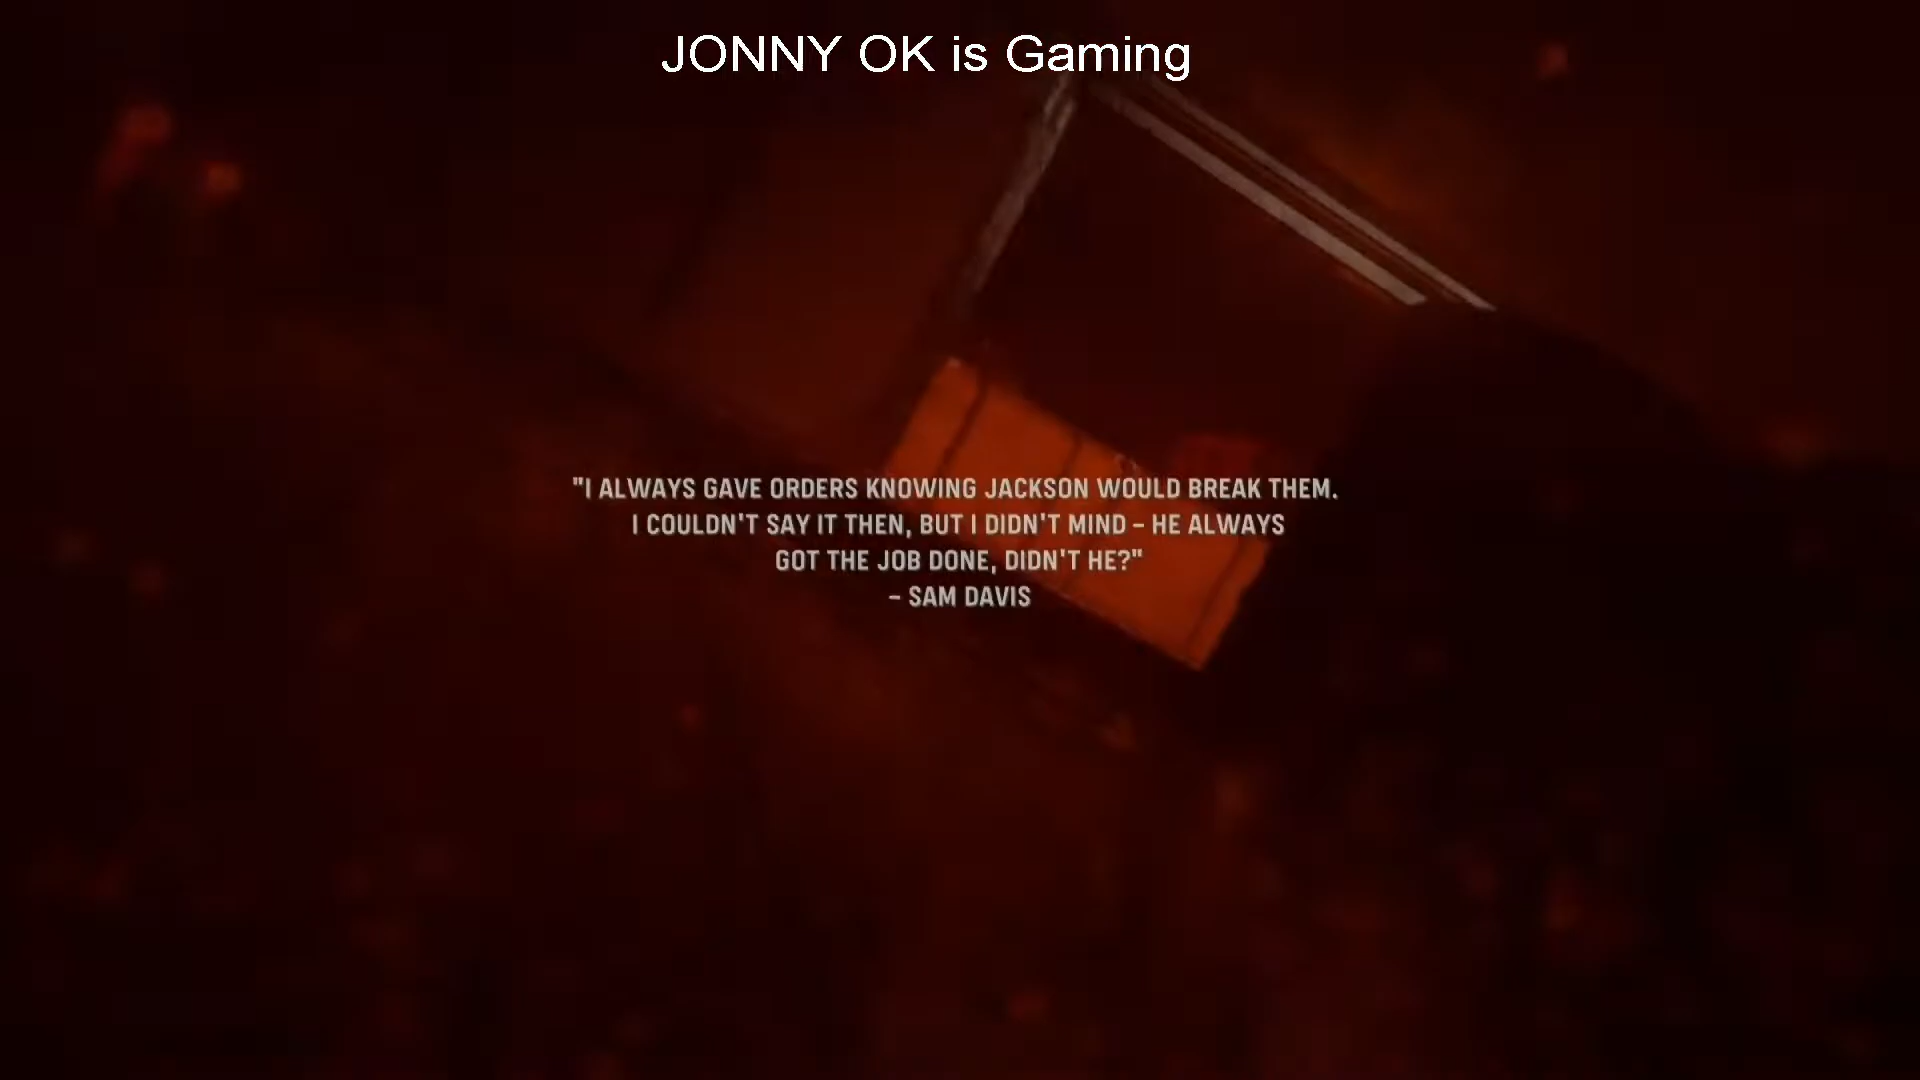 JONNY OK is Gaming
"I ALWAYS GAVE ORDERS KNOWING JACKSON WOULD BREAK THEM.
I COULDN'T SAY IT THEN, BUT I DIDN'T MIND – HE ALWAYS
GOT THE JOB DONE, DIDN'T HE?"
– SAM DAVIS